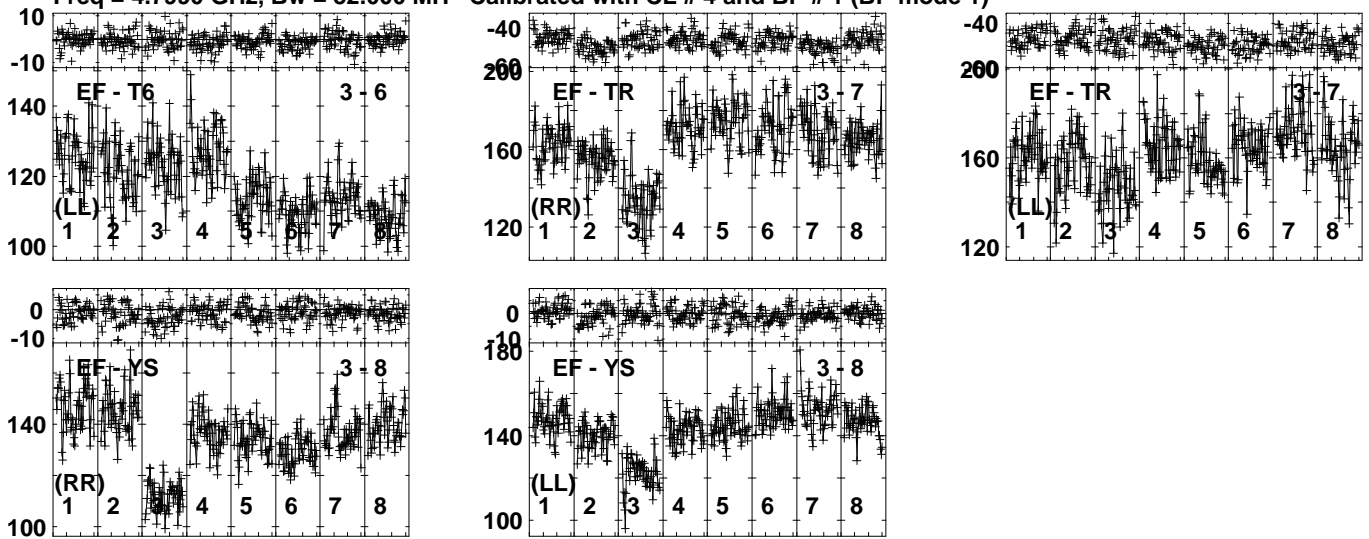 Freq = GHz, Bw = MH Calibrated with CL # 4 and BP # 1 (BP mode 1)
10
0
-10
140
120
100
EF - T6 3 - 6
(LL)
1 2 3 4 5 6 7 8
-40
-60
200
160
120
EF - TR 3 - 7
(RR)
1 2 3 4 5 6 7 8
-40
-60
200
160
120
EF - TR 3 - 7
(LL)
1 2 3 4 5 6 7 8
0
-10
140
100
EF - YS 3 - 8
(RR)
1 2 3 4 5 6 7 8
0
-10
180
140
100
EF - YS 3 - 8
(LL)
1 2 3 4 5 6 7 8